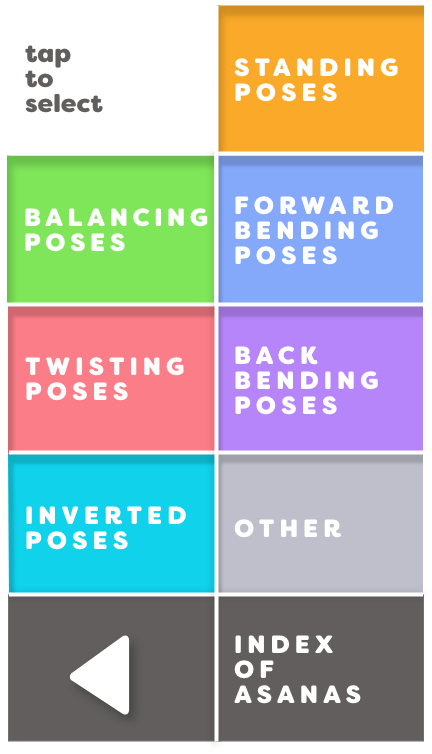 tap
to
select
STANDING
POSES
BALANCING
POSES
FORWARD
BENDING
POSES
TWISTING
POSES
BACK
BENDING
POSES
INVERTED
POSES
OTHER
INDEX
OF
ASANAS